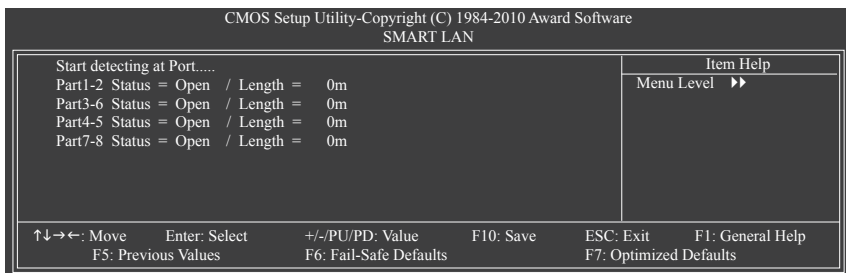 CMOS Setup Utility-Copyright (C) 1984-2010 Award Software
SMART LAN
Start detecting at Port.....
Part1-2 Status = Open / Length = 0m
Part3-6 Status = Open / Length = 0m
Part4-5 Status = Open / Length = 0m
Part7-8 Status = Open / Length = 0m
Item Help
Menu Level ▶▶
↑↓→←: Move Enter: Select +/-/PU/PD: Value F10: Save ESC: Exit F1: General Help
F5: Previous Values F6: Fail-Safe Defaults F7: Optimized Defaults